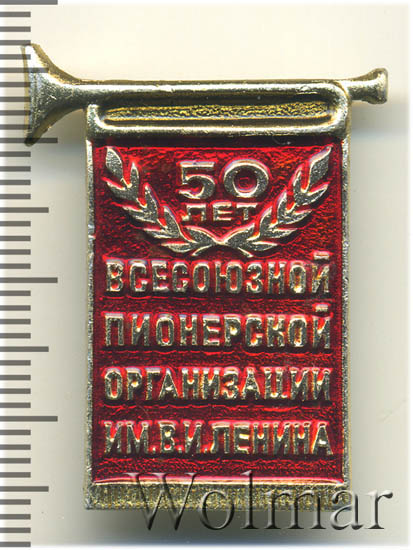 50
ЛЕТ
ВСЕСОЮЗНОЙ
ПИОНЕРСКОЙ
ОРГАНИЗАЦИИ
ИМ.В.И.ЛЕНИНА
Wolmar